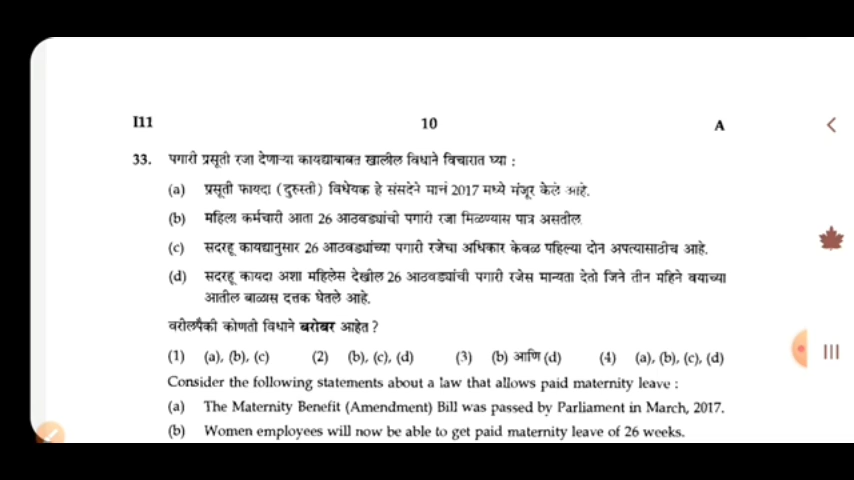 I11 10 A
33. पगारी प्रसूती रजा देणाऱ्या कायद्याबाबत खालील विधाने विचारात घ्या :
(a) प्रसूती फायदा (दुरुस्ती) विधेयक हे संसदेने मार्च 2017 मध्ये मंजूर केले आहे.
(b) महिला कर्मचारी आता 26 आठवड्यांची पगारी रजा मिळण्यास पात्र असतील
(c) सदरहू कायद्यानुसार 26 आठवड्यांच्या पगारी रजेचा अधिकार केवळ पहिल्या दोन अपत्यासाठीच आहे.
(d) सदरहू कायदा अशा महिलेस देखील 26 आठवड्यांची पगारी रजेस मान्यता देतो जिने तीन महिने वयाच्या
आतील बाळास दत्तक घेतले आहे.
वरीलपैकी कोणती विधाने बरोबर आहेत ?
(1) (a), (b), (c) (2) (b), (c), (d) (3) (b) आणि (d) (4) (a), (b), (c), (d)
Consider the following statements about a law that allows paid maternity leave :
(a) The Maternity Benefit (Amendment) Bill was passed by Parliament in March, 2017.
(b) Women employees will now be able to get paid maternity leave of 26 weeks.